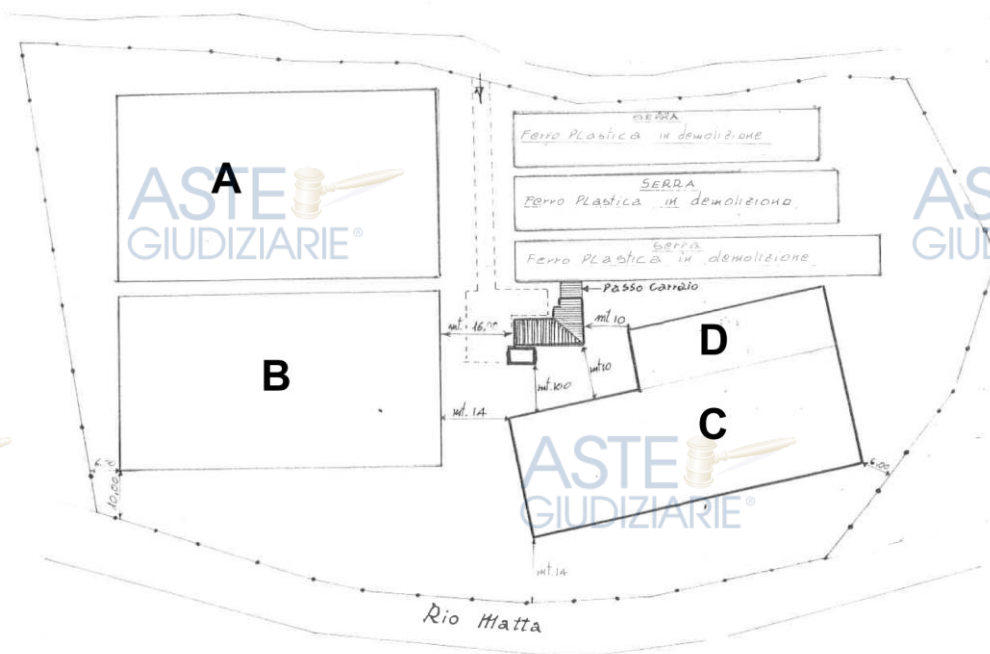 A
SERRA
Ferro Plastica in demolizione
SERRA
Ferro Plastica in demolizione
Serra
Ferro Plastica in demolizione
Passo Carraio
mt. 10
mt. 16,00
B
D
mt 10
mt. 14
C
6,00
10,00
mt. 14
Rio Matta
ASTE
GIUDIZIARIE®
ASTE
GIUDIZIARIE®